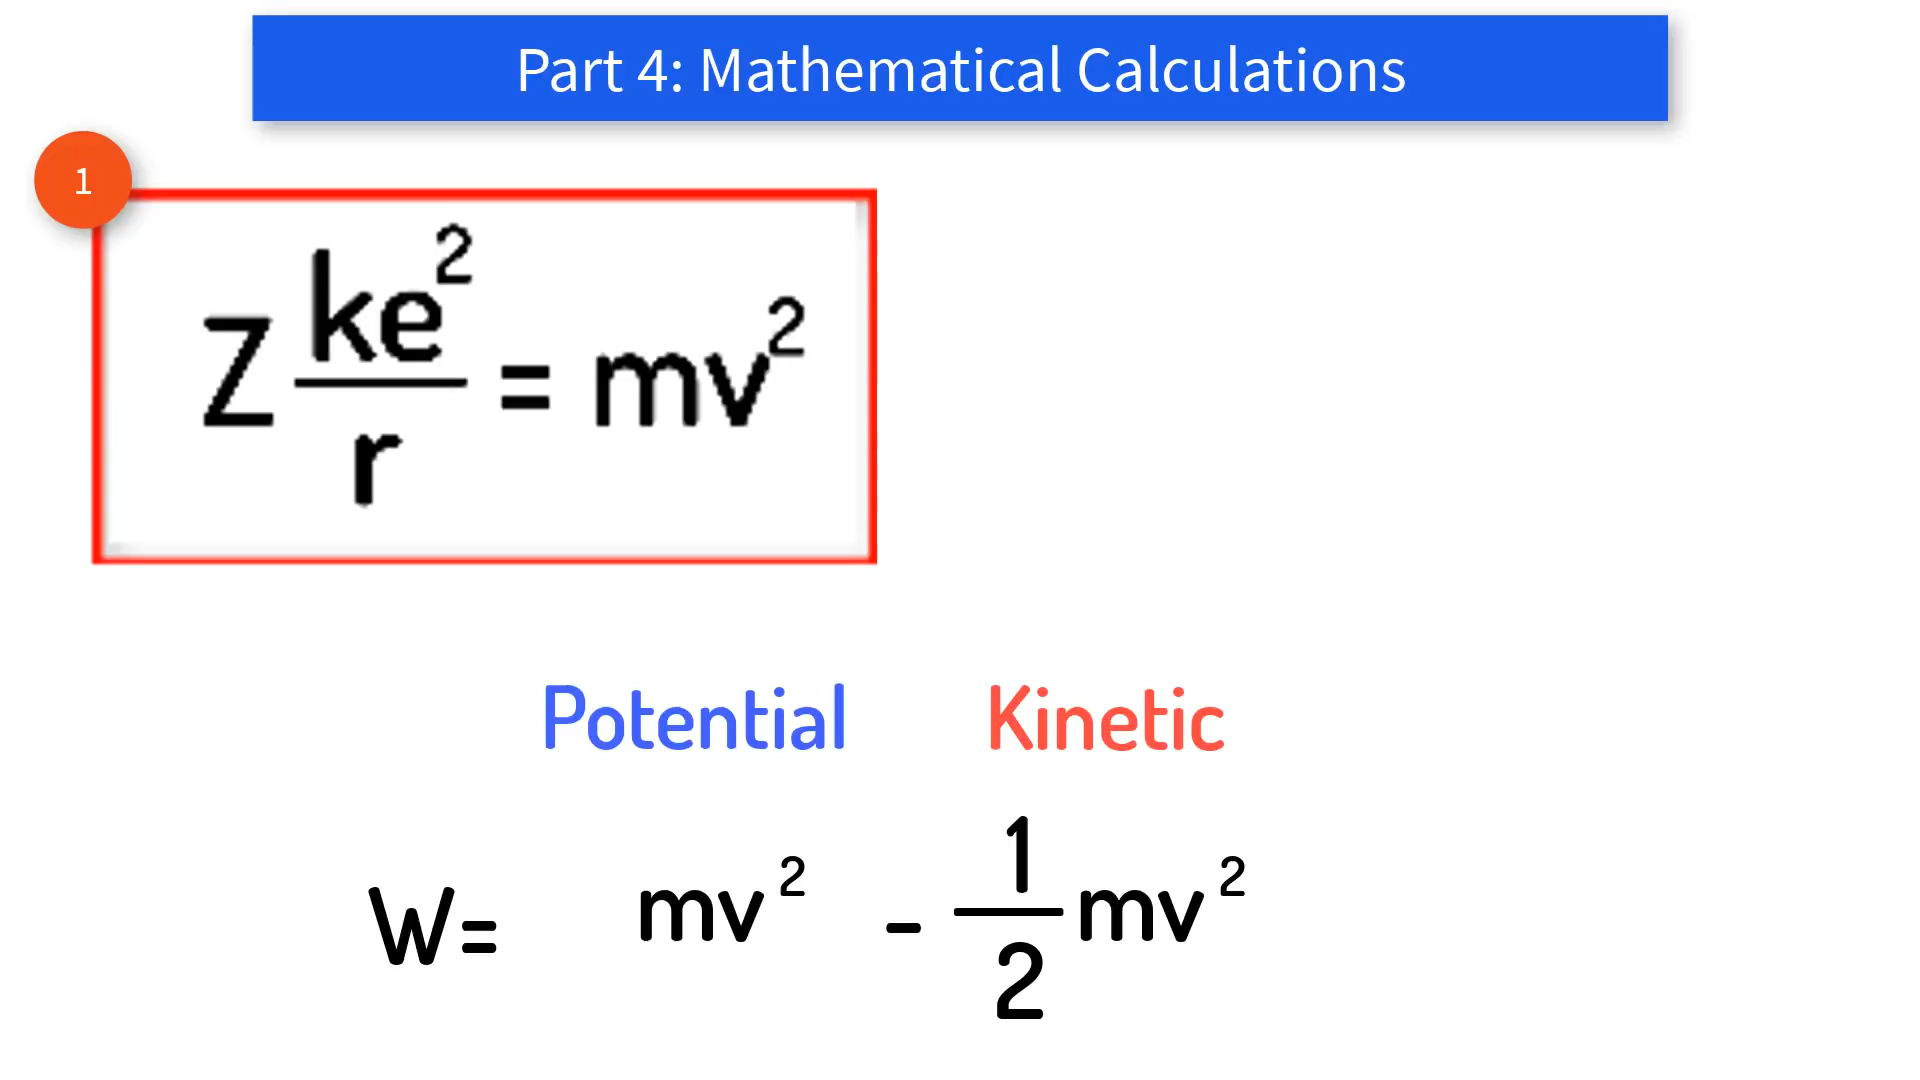 Part 4: Mathematical Calculations
1
Z ke²/r = mv²
Potential Kinetic
W= mv² - 1/2 mv²